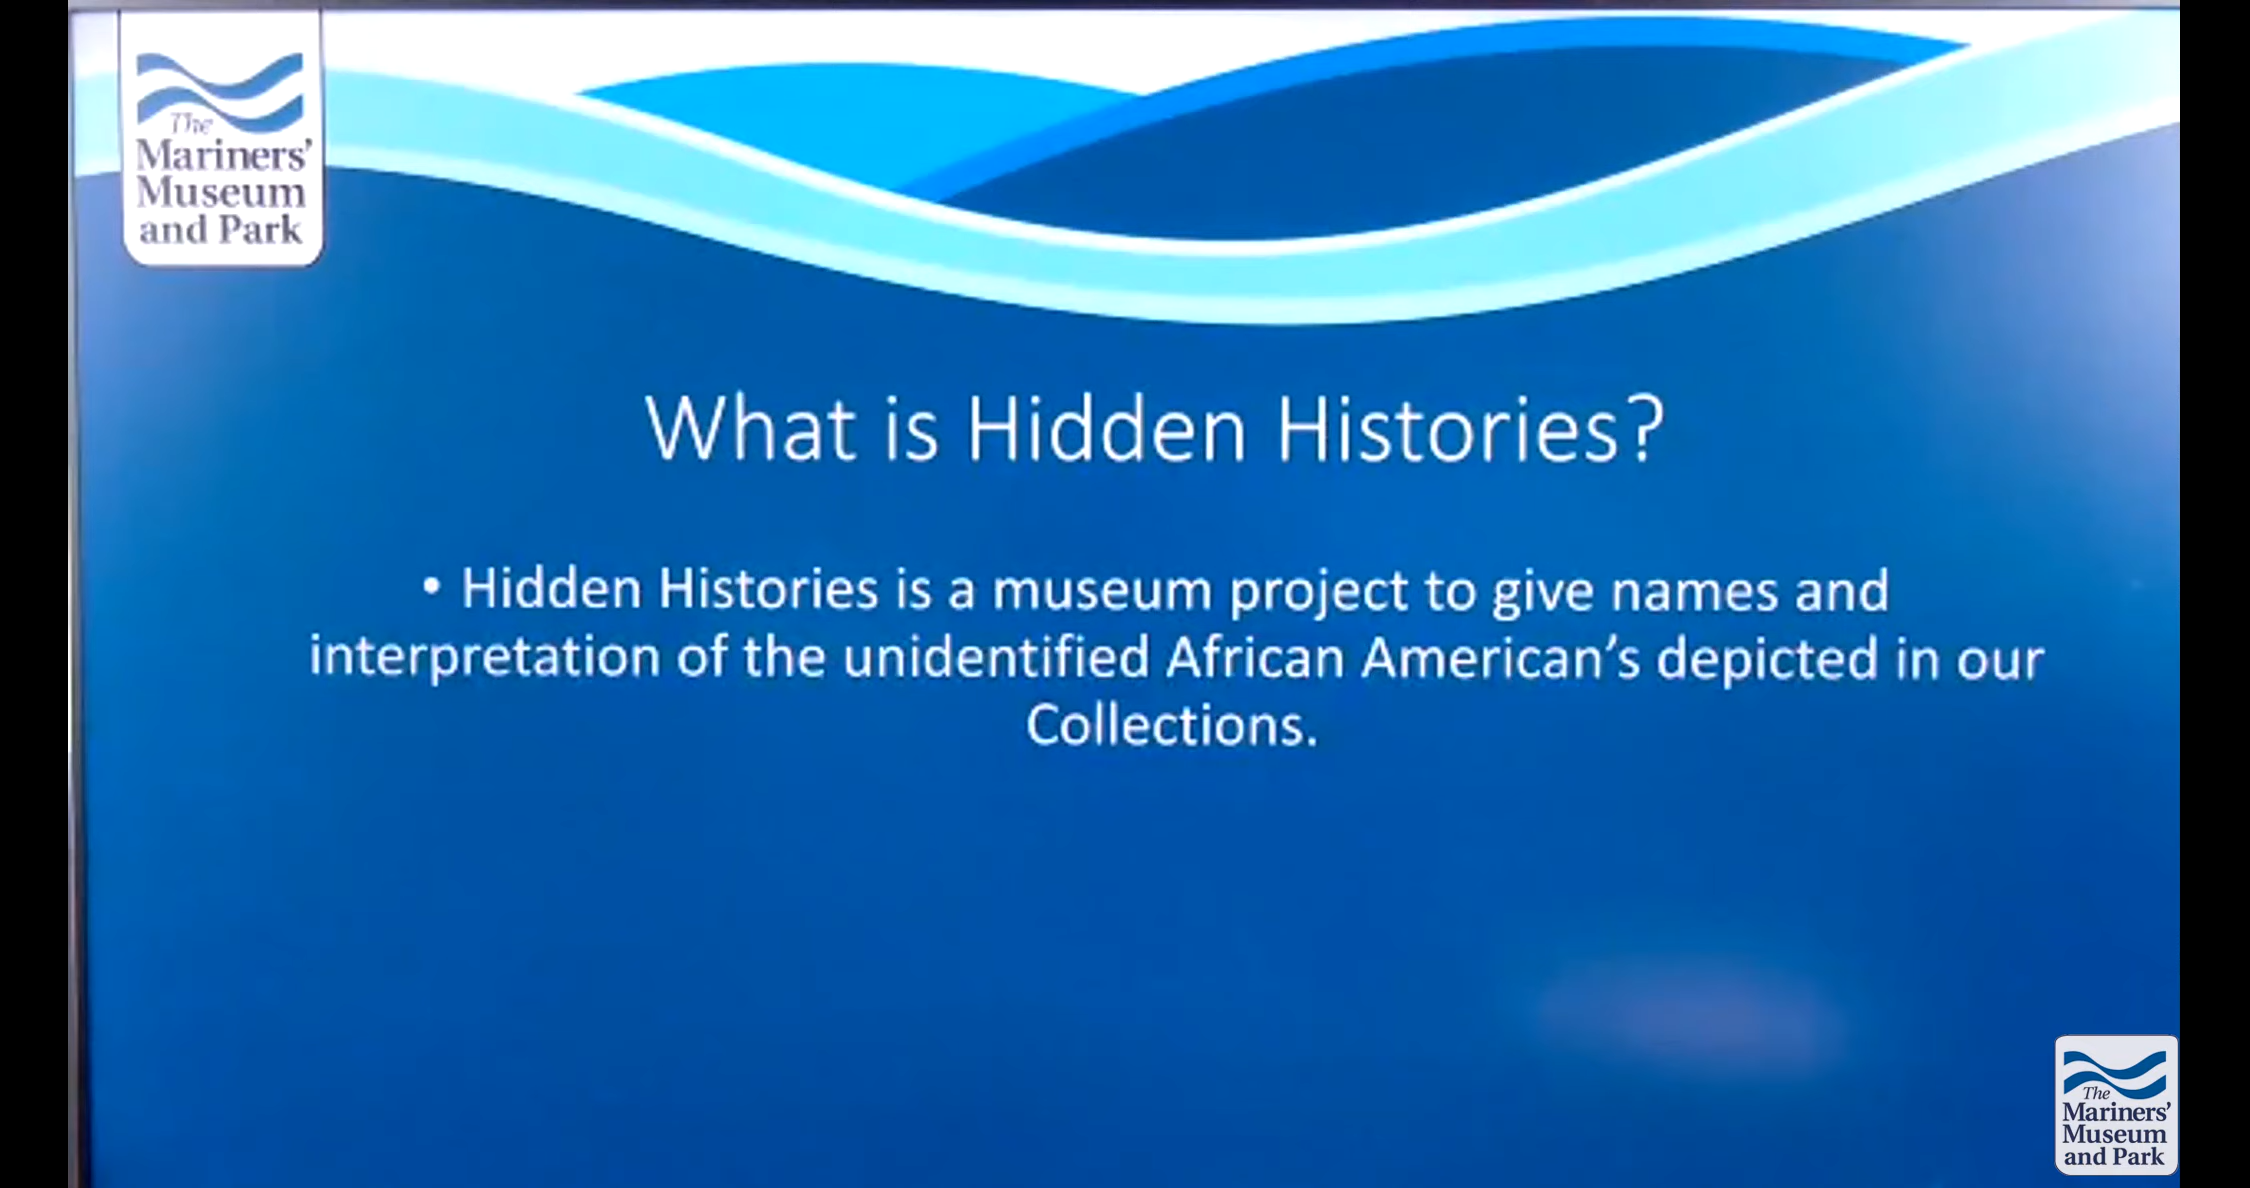 The
Mariners'
Museum
and Park
What is Hidden Histories?
• Hidden Histories is a museum project to give names and
interpretation of the unidentified African American's depicted in our
Collections.
The
Mariners'
Museum
and Park